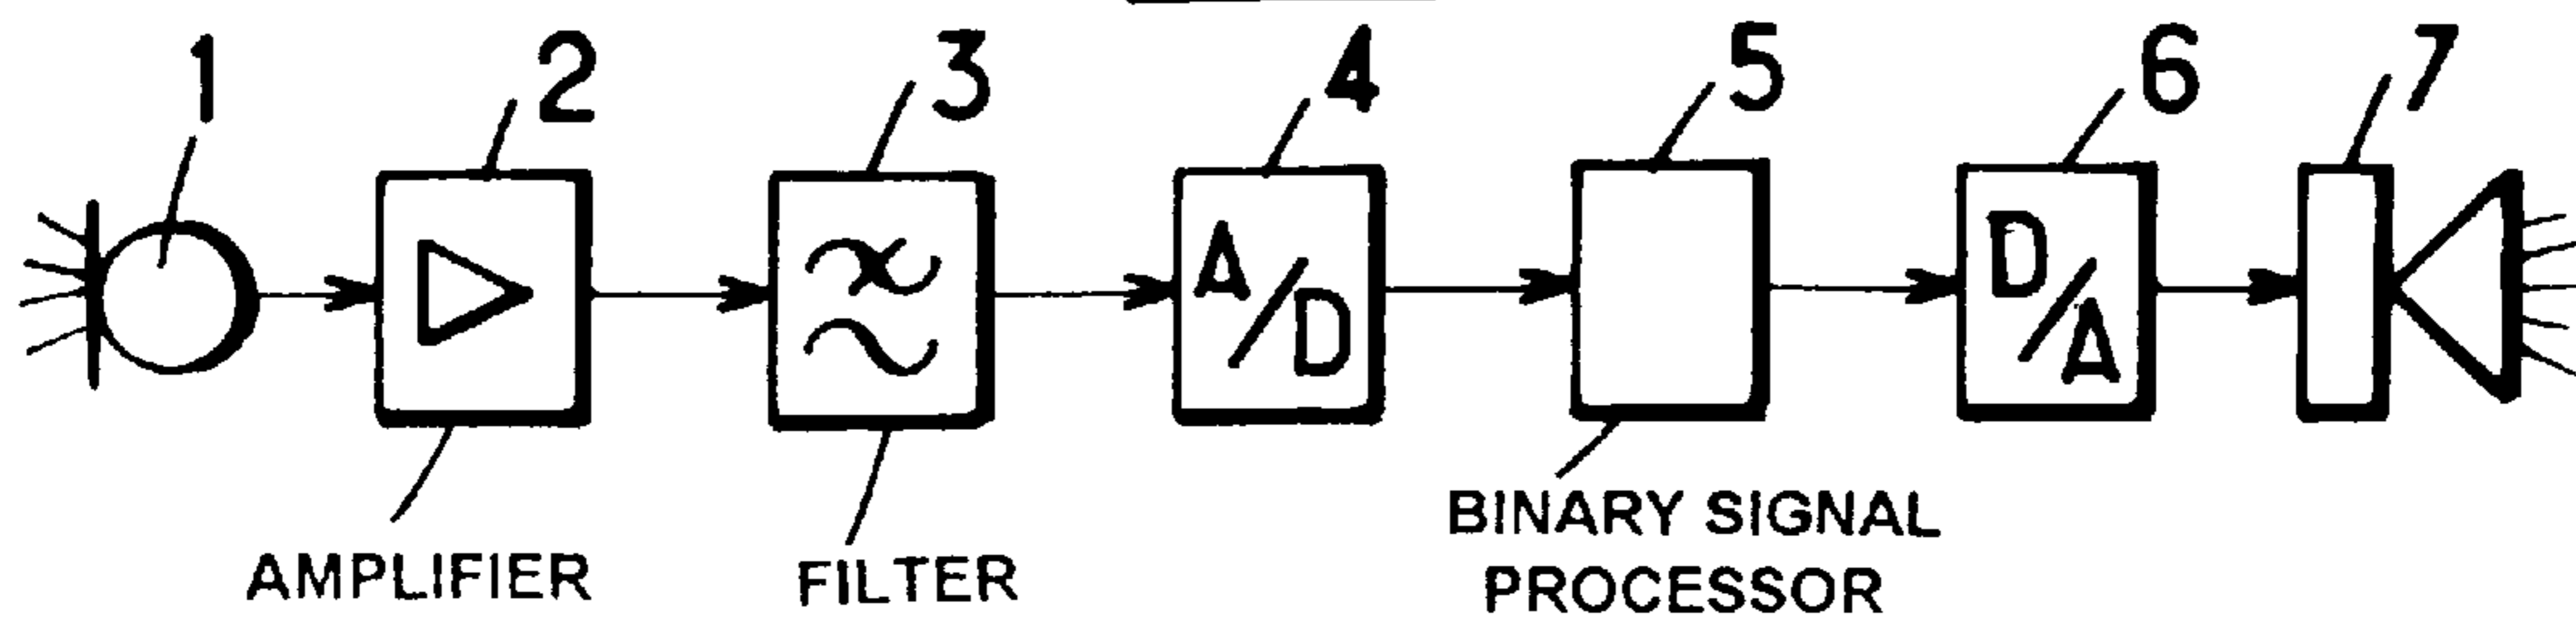 1 2 3 4 5 6 7
A/D D/A
AMPLIFIER FILTER BINARY SIGNAL
PROCESSOR